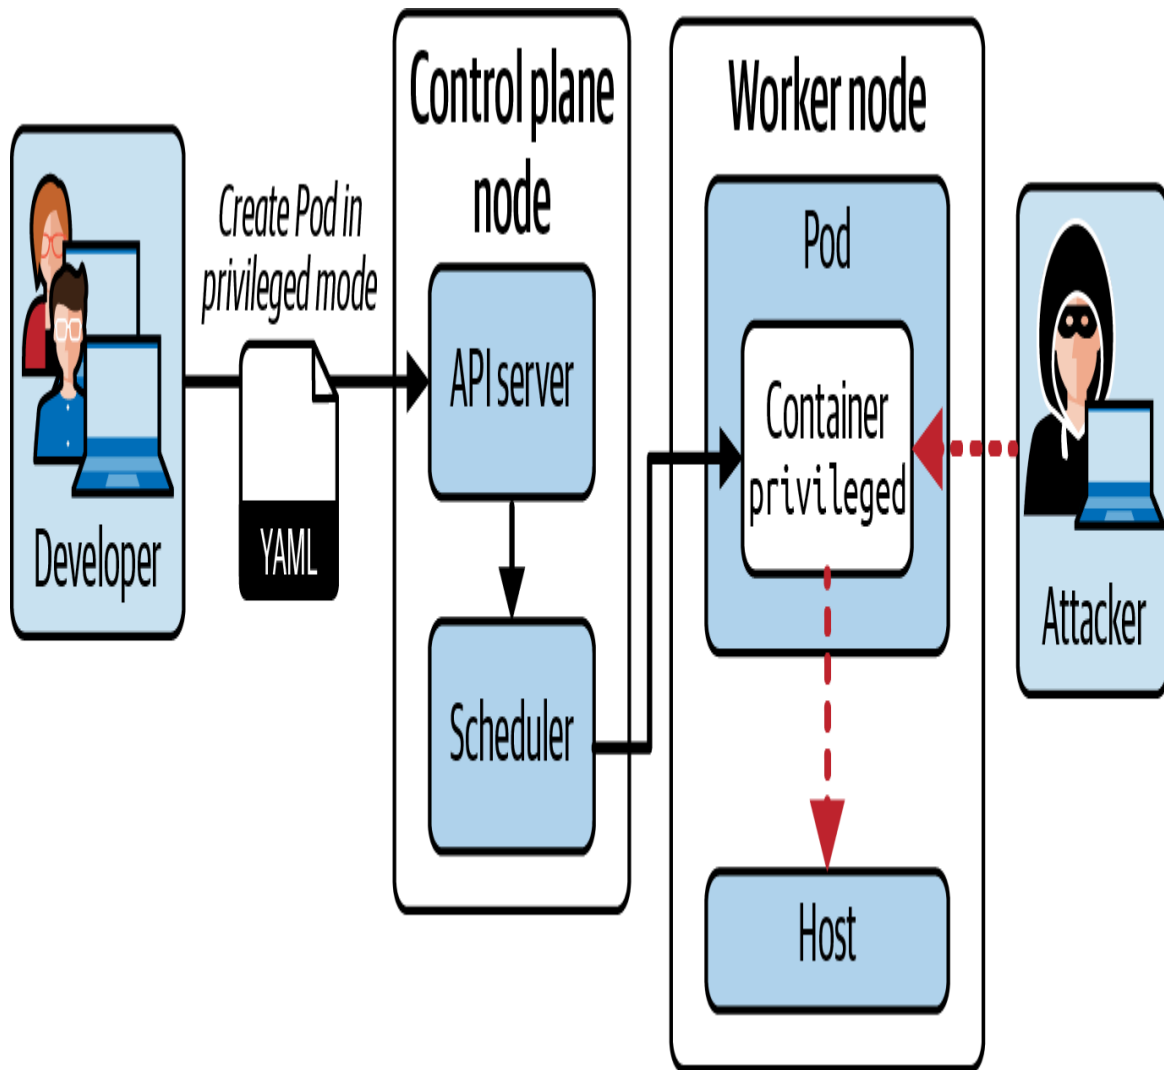 Developer
Create Pod in
privileged mode
YAML
Control plane
node
API server
Scheduler
Worker node
Pod
Container
privileged
Host
Attacker